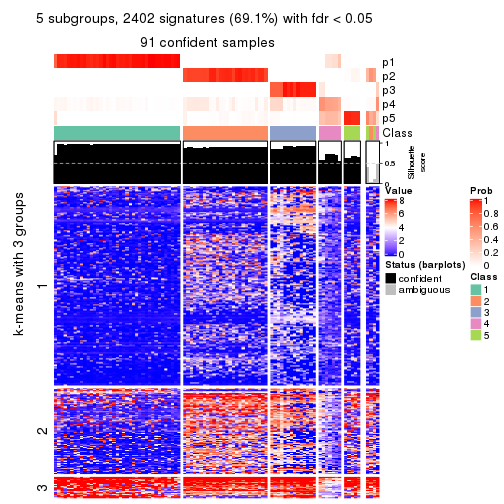 5 subgroups, 2402 signatures (69.1%) with fdr < 0.05
91 confident samples
p1
p2
p3
p4
p5
Class
1
0.5
0
Silhouette
score
k-means with 3 groups
1
2
3
Value
8
6
4
2
0
Status (barplots)
confident
ambiguous
Prob
1
0.8
0.6
0.4
0.2
0
Class
1
2
3
4
5